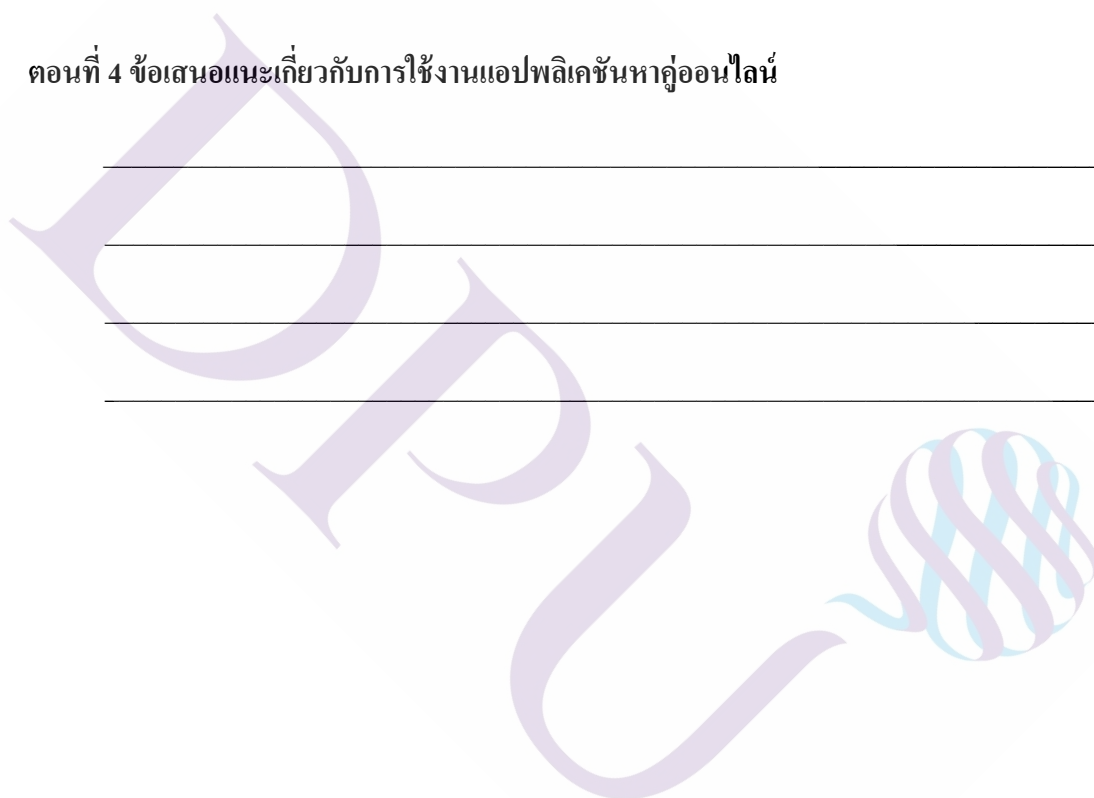 ตอนที่ 4 ข้อเสนอแนะเกี่ยวกับการใช้งานแอปพลิเคชันหาคู่ออนไลน์
DPU